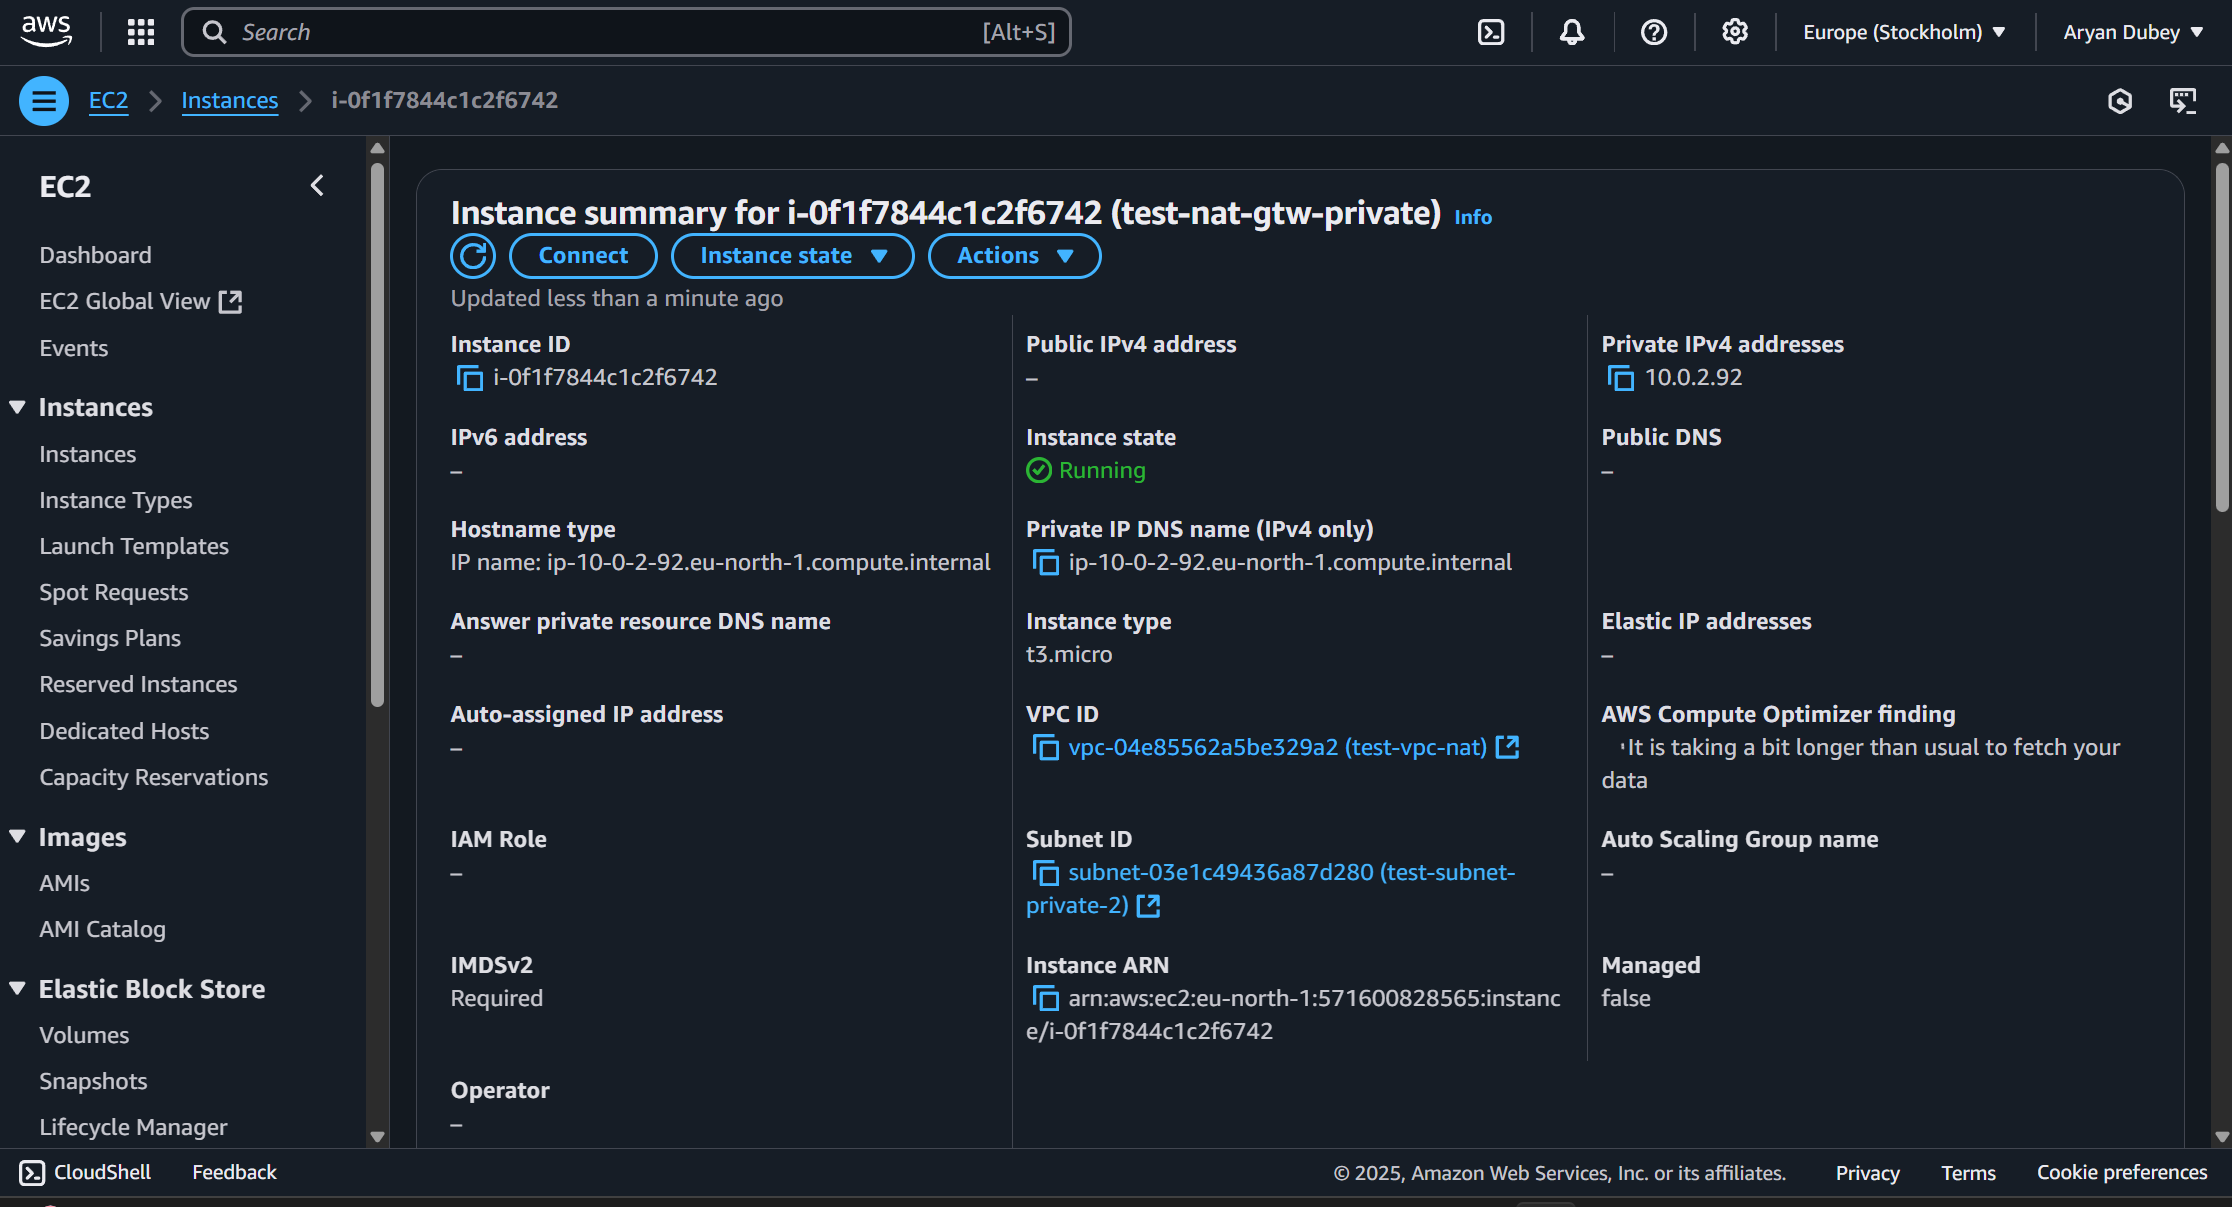 aws
Search
[Alt+S]
Europe (Stockholm)
Aryan Dubey
EC2
Instances
i-0f1f7844c1c2f6742
EC2
Dashboard
EC2 Global View
Events
Instances
Instances
Instance Types
Launch Templates
Spot Requests
Savings Plans
Reserved Instances
Dedicated Hosts
Capacity Reservations
Images
AMIs
AMI Catalog
Elastic Block Store
Volumes
Snapshots
Lifecycle Manager
Instance summary for i-0f1f7844c1c2f6742 (test-nat-gtw-private) Info
Connect
Instance state
Actions
Updated less than a minute ago
Instance ID
i-0f1f7844c1c2f6742
Public IPv4 address
–
Private IPv4 addresses
10.0.2.92
IPv6 address
–
Instance state
Running
Public DNS
–
Hostname type
IP name: ip-10-0-2-92.eu-north-1.compute.internal
Private IP DNS name (IPv4 only)
ip-10-0-2-92.eu-north-1.compute.internal
Answer private resource DNS name
–
Instance type
t3.micro
Elastic IP addresses
–
Auto-assigned IP address
–
VPC ID
vpc-04e85562a5be329a2 (test-vpc-nat)
AWS Compute Optimizer finding
It is taking a bit longer than usual to fetch your
data
IAM Role
–
Subnet ID
subnet-03e1c49436a87d280 (test-subnet-
private-2)
Auto Scaling Group name
–
IMDSv2
Required
Instance ARN
arn:aws:ec2:eu-north-1:571600828565:instanc
e/i-0f1f7844c1c2f6742
Managed
false
Operator
–
CloudShell
Feedback
© 2025, Amazon Web Services, Inc. or its affiliates.
Privacy
Terms
Cookie preferences